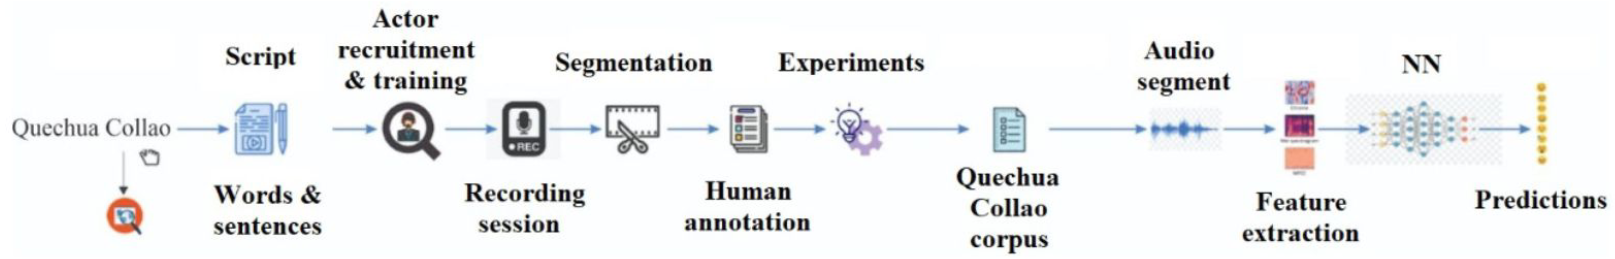 Quechua Collao
Script
Words &
sentences
Actor
recruitment
& training
REC
Recording
session
Segmentation
Human
annotation
Experiments
Quechua
Collao
corpus
Audio
segment
Feature
extraction
NN
Predictions